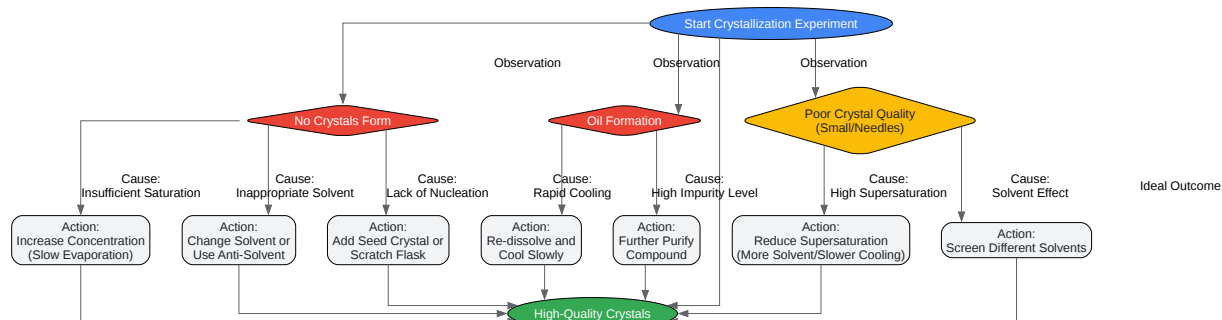 Start Crystallization Experiment
Observation
Observation
Observation
No Crystals Form
Oil Formation
Poor Crystal Quality
(Small/Needles)
Cause:
Insufficient Saturation
Cause:
Inappropriate Solvent
Cause:
Lack of Nucleation
Cause:
Rapid Cooling
Cause:
High Impurity Level
Cause:
High Supersaturation
Cause:
Solvent Effect
Ideal Outcome
Action:
Increase Concentration
(Slow Evaporation)
Action:
Change Solvent or
Use Anti-Solvent
Action:
Add Seed Crystal or
Scratch Flask
Action:
Re-dissolve and
Cool Slowly
Action:
Further Purify
Compound
Action:
Reduce Supersaturation
(More Solvent/Slower Cooling)
Action:
Screen Different Solvents
High-Quality Crystals